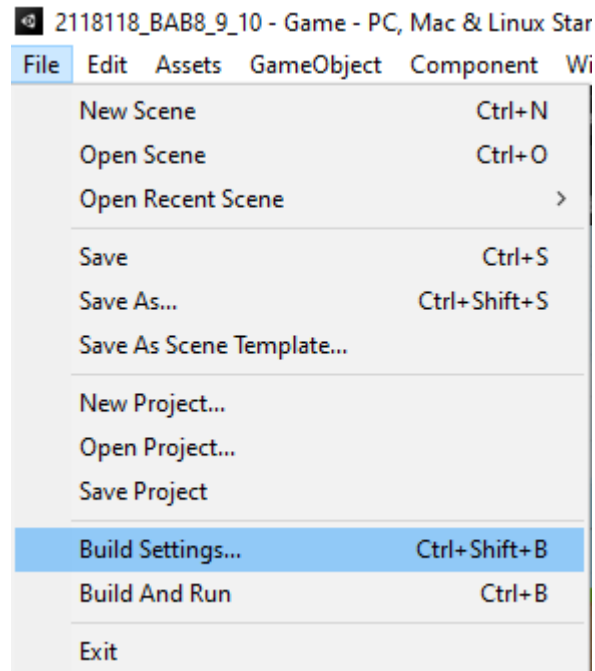 2118118_BAB8_9_10 - Game - PC, Mac & Linux Star
File Edit Assets GameObject Component Wi
New Scene Ctrl+N
Open Scene Ctrl+O
Open Recent Scene >
Save Ctrl+S
Save As... Ctrl+Shift+S
Save As Scene Template...
New Project...
Open Project...
Save Project
Build Settings... Ctrl+Shift+B
Build And Run Ctrl+B
Exit